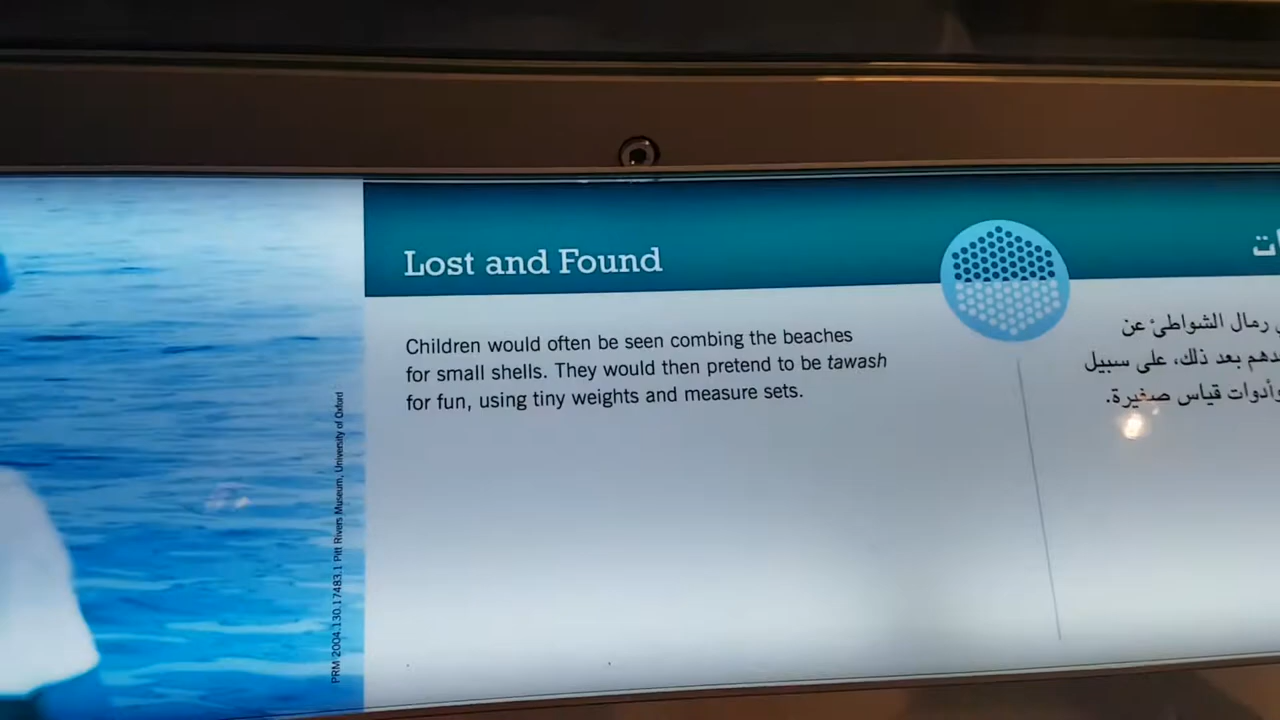 Lost and Found
Children would often be seen combing the beaches
for small shells. They would then pretend to be tawash
for fun, using tiny weights and measure sets.
PRM 2004.130.17483.1 Pitt Rivers Museum, University of Oxford
رمال الشواطئ عن
بعد ذلك، على سبيل
وأدوات قياس صغيرة.